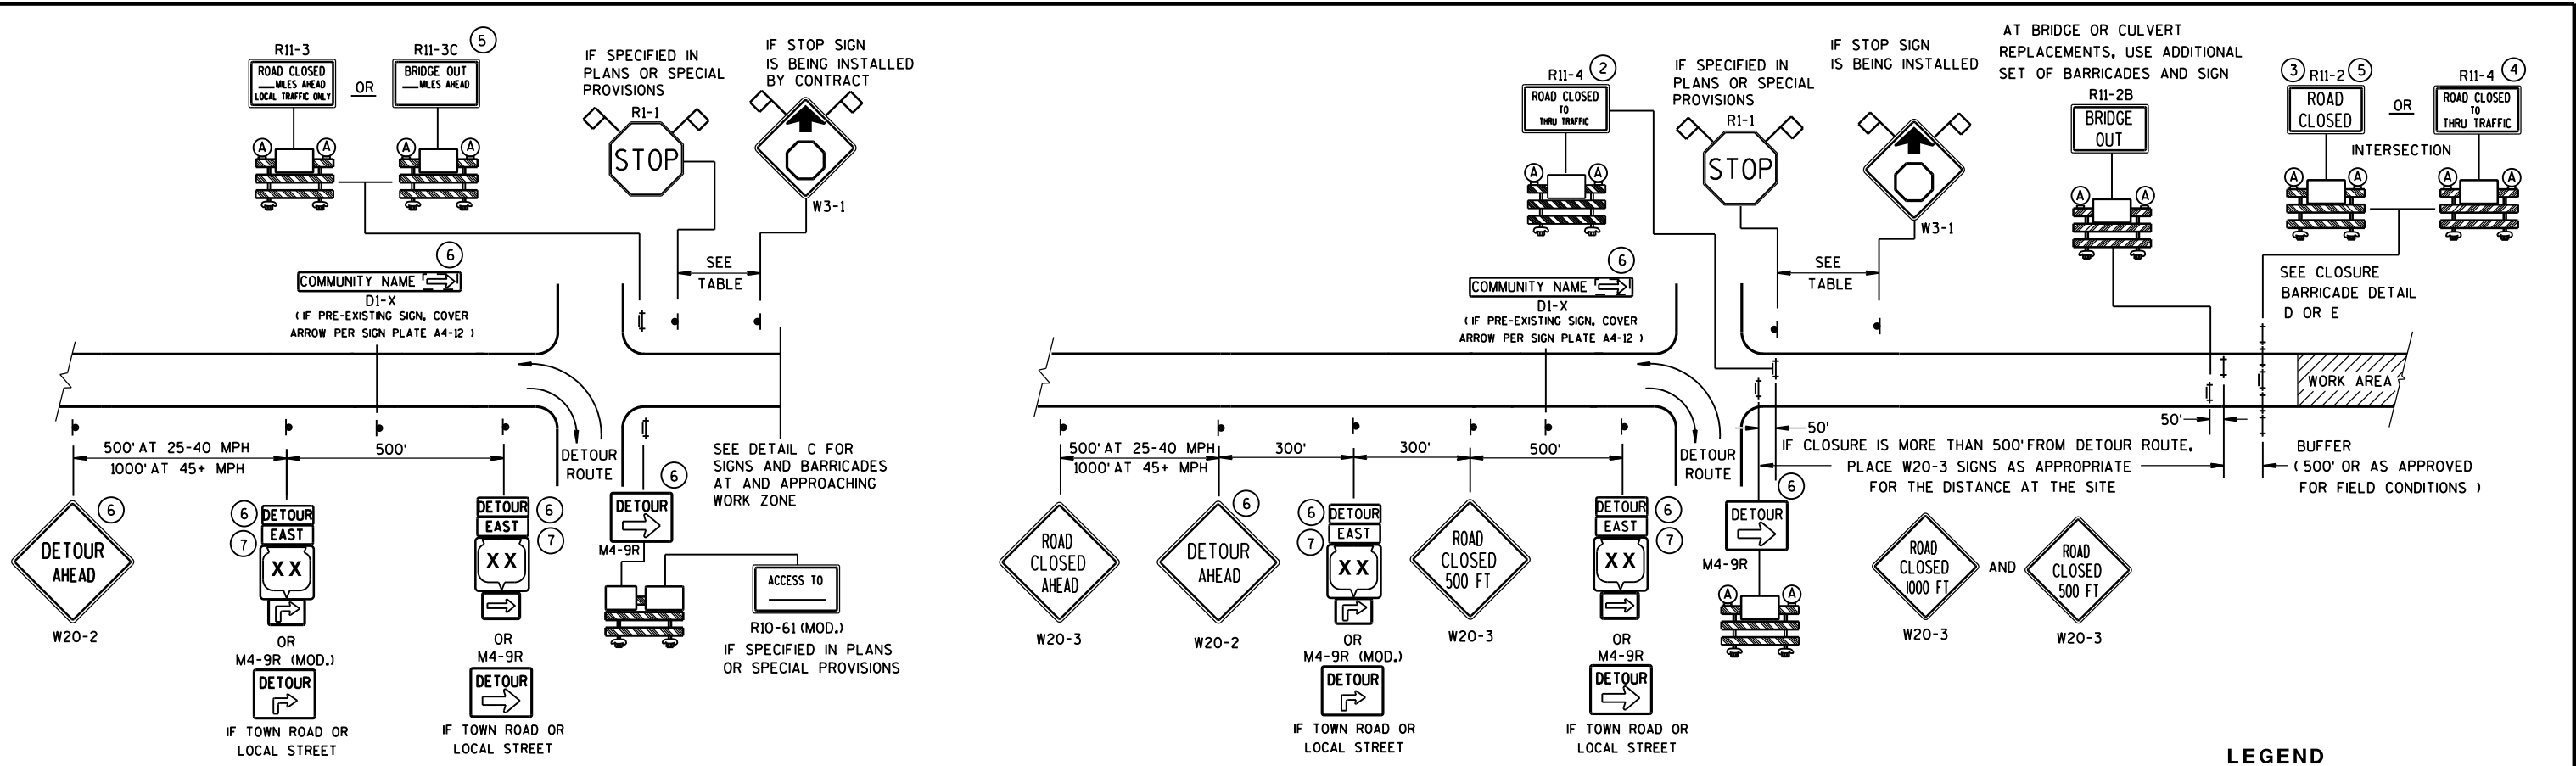 R11-3
ROAD CLOSED
MILES AHEAD
LOCAL TRAFFIC ONLY
OR
R11-3C
5
BRIDGE OUT
MILES AHEAD
A
A
A
A
IF SPECIFIED IN
PLANS OR SPECIAL
PROVISIONS
R1-1
STOP
IF STOP SIGN
IS BEING INSTALLED
BY CONTRACT
W3-1
SEE
TABLE
6
COMMUNITY NAME
D1-X
( IF PRE-EXISTING SIGN, COVER
ARROW PER SIGN PLATE A4-12 )
500' AT 25-40 MPH
1000' AT 45+ MPH
500'
DETOUR
ROUTE
SEE DETAIL C FOR
SIGNS AND BARRICADES
AT AND APPROACHING
WORK ZONE
6
DETOUR
AHEAD
W20-2
6
7
DETOUR
EAST
XX
OR
M4-9R (MOD.)
DETOUR
IF TOWN ROAD OR
LOCAL STREET
DETOUR
EAST
XX
6
7
OR
M4-9R
DETOUR
IF TOWN ROAD OR
LOCAL STREET
6
DETOUR
M4-9R
ACCESS TO
R10-61 (MOD.)
IF SPECIFIED IN PLANS
OR SPECIAL PROVISIONS
R11-4
2
ROAD CLOSED
TO
THRU TRAFFIC
A
A
IF SPECIFIED IN
PLANS OR SPECIAL
PROVISIONS
R1-1
STOP
IF STOP SIGN
IS BEING INSTALLED
W3-1
SEE
TABLE
AT BRIDGE OR CULVERT
REPLACEMENTS, USE ADDITIONAL
SET OF BARRICADES AND SIGN
R11-2B
BRIDGE
OUT
A
A
3
R11-2
5
ROAD
CLOSED
OR
R11-4
4
ROAD CLOSED
TO
THRU TRAFFIC
INTERSECTION
A
A
A
A
SEE CLOSURE
BARRICADE DETAIL
D OR E
6
COMMUNITY NAME
D1-X
( IF PRE-EXISTING SIGN, COVER
ARROW PER SIGN PLATE A4-12 )
WORK AREA
500' AT 25-40 MPH
1000' AT 45+ MPH
300'
300'
500'
DETOUR
ROUTE
50'
50'
IF CLOSURE IS MORE THAN 500' FROM DETOUR ROUTE,
PLACE W20-3 SIGNS AS APPROPRIATE
FOR THE DISTANCE AT THE SITE
BUFFER
( 500' OR AS APPROVED
FOR FIELD CONDITIONS )
ROAD
CLOSED
AHEAD
W20-3
6
DETOUR
AHEAD
W20-2
6
7
DETOUR
EAST
XX
OR
M4-9R (MOD.)
DETOUR
IF TOWN ROAD OR
LOCAL STREET
ROAD
CLOSED
500 FT
W20-3
DETOUR
EAST
XX
6
7
OR
M4-9R
DETOUR
IF TOWN ROAD OR
LOCAL STREET
6
DETOUR
M4-9R
A
A
ROAD
CLOSED
1000 FT
W20-3
AND
ROAD
CLOSED
500 FT
W20-3
LEGEND